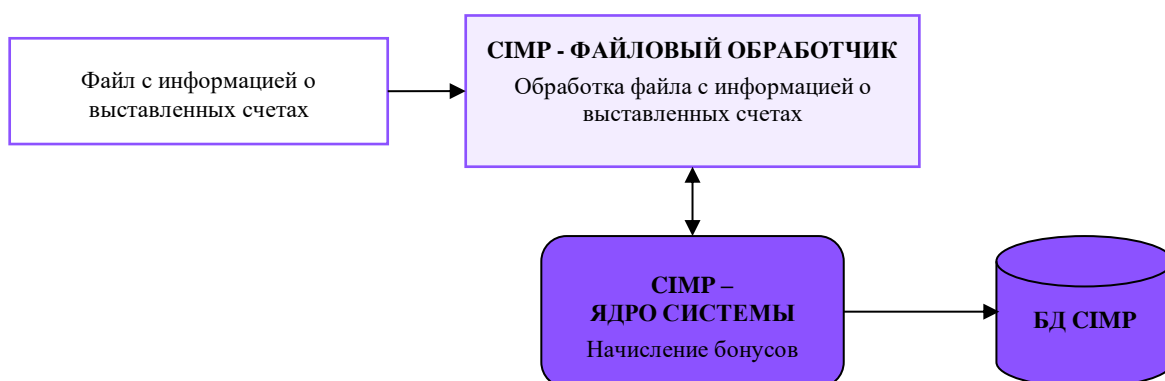 Файл с информацией о
выставленных счетах
CIMP - ФАЙЛОВЫЙ ОБРАБОТЧИК
Обработка файла с информацией о
выставленных счетах
CIMP –
ЯДРО СИСТЕМЫ
Начисление бонусов
БД CIMP